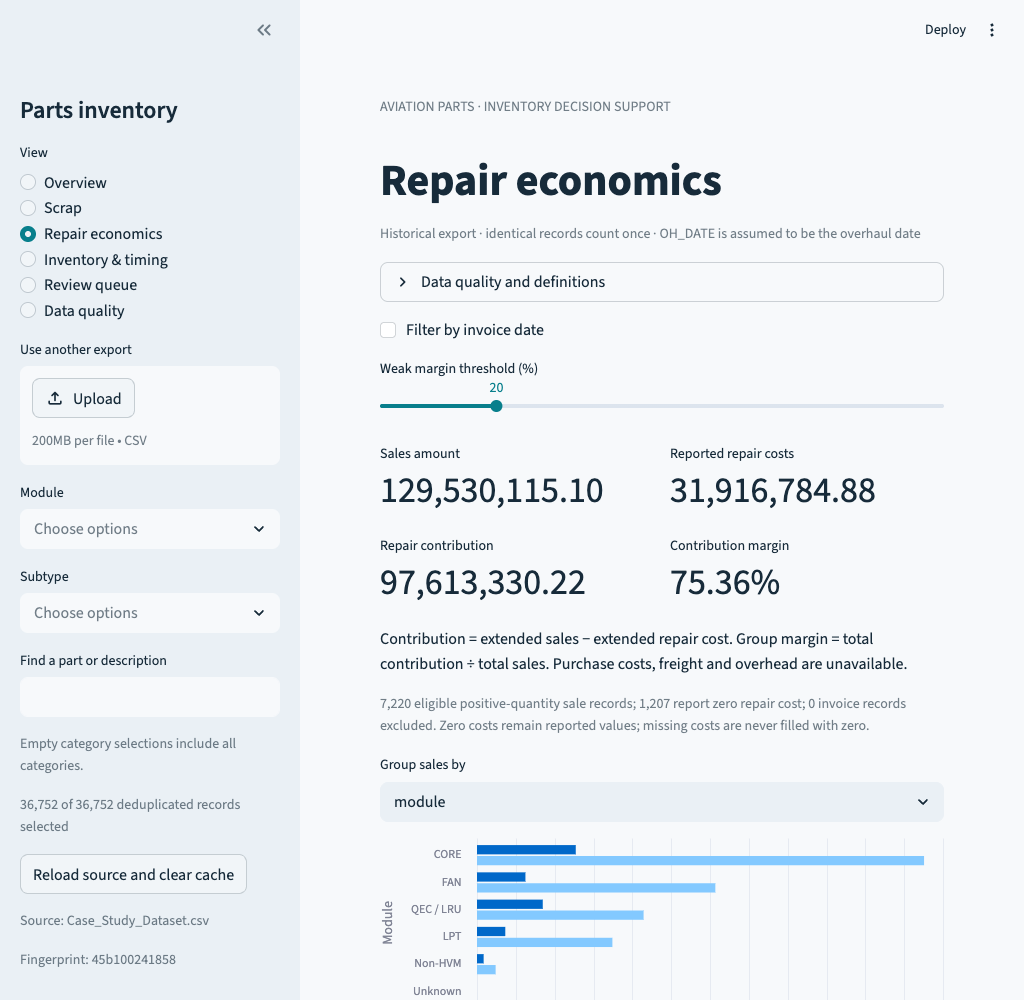 Deploy
Parts inventory
View
Overview
Scrap
Repair economics
Inventory & timing
Review queue
Data quality
Use another export
Upload
200MB per file • CSV
Module
Choose options
Subtype
Choose options
Find a part or description
Empty category selections include all
categories.
36,752 of 36,752 deduplicated records
selected
Reload source and clear cache
Source: Case_Study_Dataset.csv
Fingerprint: 45b100241858
AVIATION PARTS · INVENTORY DECISION SUPPORT
Repair economics
Historical export · identical records count once · OH_DATE is assumed to be the overhaul date
Data quality and definitions
Filter by invoice date
Weak margin threshold (%)
20
Sales amount
129,530,115.10
Reported repair costs
31,916,784.88
Repair contribution
97,613,330.22
Contribution margin
75.36%
Contribution = extended sales − extended repair cost. Group margin = total
contribution ÷ total sales. Purchase costs, freight and overhead are unavailable.
7,220 eligible positive-quantity sale records; 1,207 report zero repair cost; 0 invoice records
excluded. Zero costs remain reported values; missing costs are never filled with zero.
Group sales by
module
Module
CORE
FAN
QEC / LRU
LPT
Non-HVM
Unknown